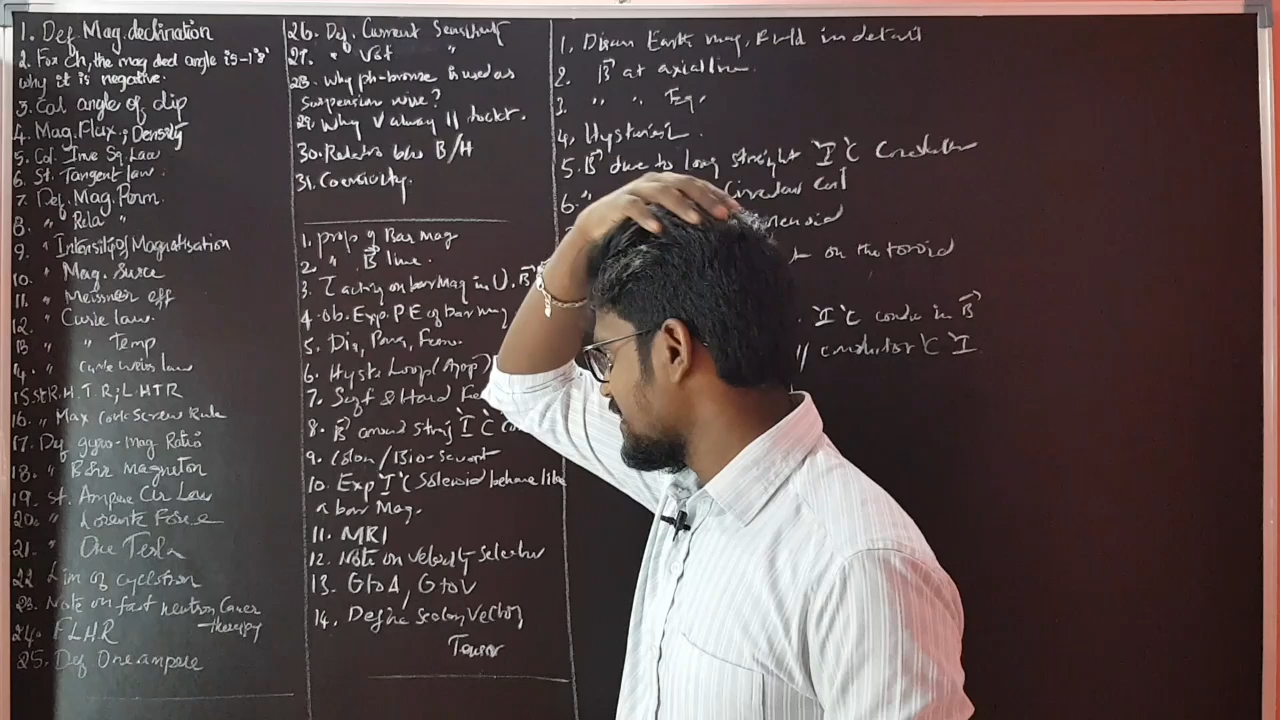 1. Def Mag. declination
2. For Ch, the mag decl angle is -1°8'
why it is negative.
3. Cal angle of dip
4. Mag. Flux ; Density
5. Col. Inve Sq. Law
6. St. Tangent law.
7. Def. Mag. Perm.
8. " Rela "
9. " Intensity of Magnetisation
10. " Mag. Susce
11. " Meissner eff
12. " Curie law.
13 " " Temp
14. " Curie weiss law
15. St R.H.T.R; L.HTR
16. " Max Cork Screw Rule
17. Def gyro-Mag Ratio
18. " Bohr magneton
19. St. Ampere Cir Law
20. " Lorentz Force
21. " One Tesla
22 Lim of cyclotron
23. Note on fast neutron Cancer
therapy
24. FLHR
25. Def One ampere
26. Def. Current Sensitivity
27. " Vol "
28. Why ph-bronze is used as
suspension wire?
29. Why V always ||
30. Relatn b/w B/H
31. Coercivity.
1. prop of Bar mag
2. " B⃗ line.
3. τ acting on bar Mag in U. B⃗
4. Ob. Exp. PE of bar mag
5. Dia, Para, Ferro.
6. Hyste Loop (App)
7. Soft & Hard Fe
8. B⃗ around straig I
9. Colom / Bio-Savart
10. Exp I Solenoid behave like
a bar Mag.
11. MRI
12. Note on velocity-selector
13. G to A, G to V
14. Define Scalar, Vector
Tensor
1. Discus Earth mag. Field in detail
2. B⃗ at axial line.
3. " " Eq.
4, Hysteresis.
5. B⃗ due to long straight I Conductor
6. " Circular Coil
on the toroid
I condu in B⃗
|| conductor I